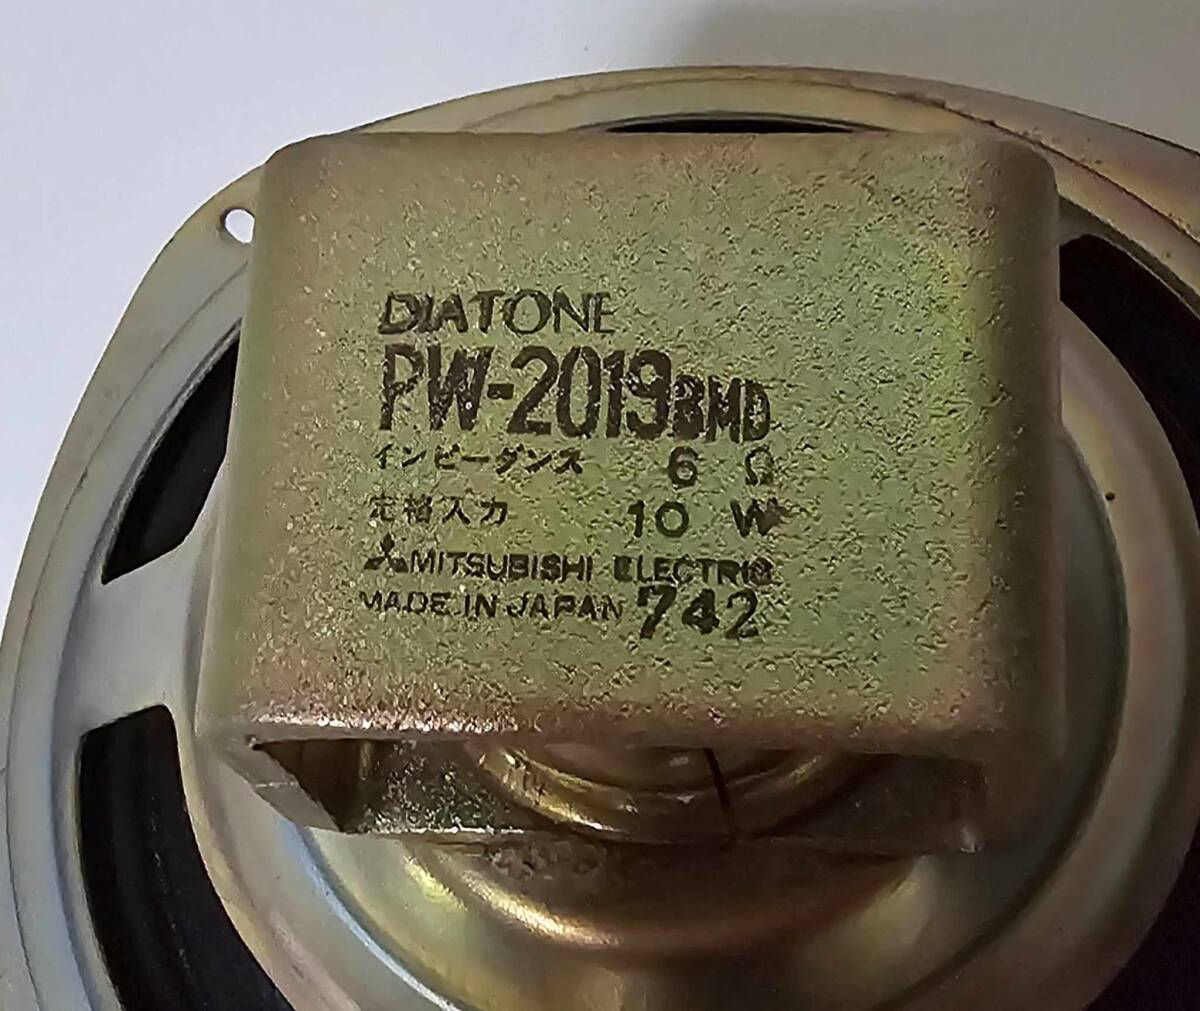 DIATONE
PW-2019BMD
インピーダンス 6 Ω
定格入力 10 W
MITSUBISHI ELECTRIC
MADE IN JAPAN 742